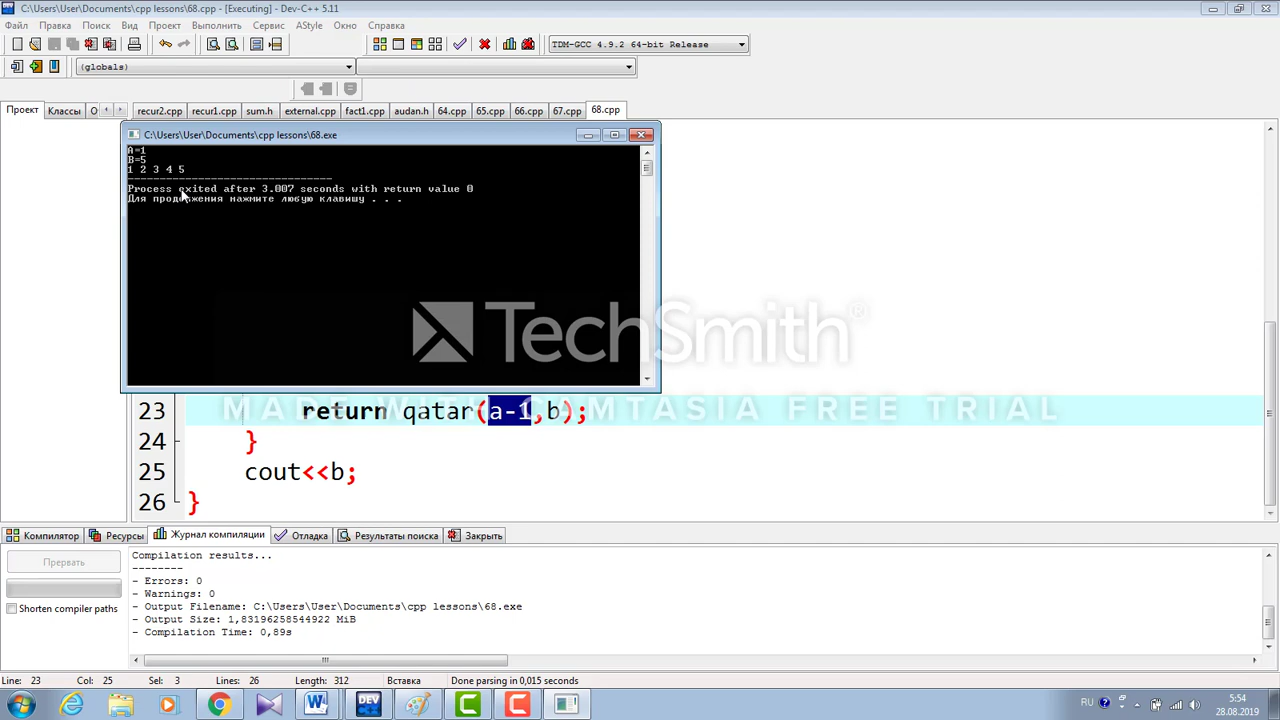 C:\Users\User\Documents\cpp lessons\68.cpp - [Executing] - Dev-C++ 5.11
Файл Правка Поиск Вид Проект Выполнить Сервис AStyle Окно Справка
TDM-GCC 4.9.2 64-bit Release
(globals)
Проект Классы О recur2.cpp recur1.cpp sum.h external.cpp fact1.cpp audan.h 64.cpp 65.cpp 66.cpp 67.cpp 68.cpp
C:\Users\User\Documents\cpp lessons\68.exe
A=1
B=5
1 2 3 4 5
--------------------------------
Process exited after 3.007 seconds with return value 0
Для продолжения нажмите любую клавишу . . .
TechSmith®
MADE WITH CAMTASIA FREE TRIAL
23 return qatar(a-1,b);
24 }
25 cout<<b;
26 }
Компилятор Ресурсы Журнал компиляции Отладка Результаты поиска Закрыть
Прервать
Shorten compiler paths
Compilation results...
--------
- Errors: 0
- Warnings: 0
- Output Filename: C:\Users\User\Documents\cpp lessons\68.exe
- Output Size: 1,83196258544922 MiB
- Compilation Time: 0,89s
Line: 23 Col: 25 Sel: 3 Lines: 26 Length: 312 Вставка Done parsing in 0,015 seconds
DEV
RU
5:54
28.08.2019